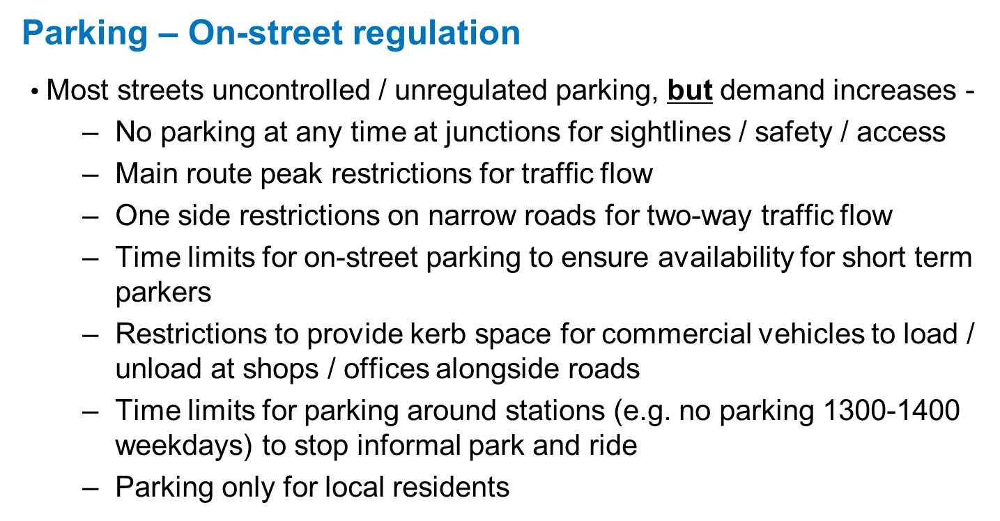 Parking – On-street regulation
• Most streets uncontrolled / unregulated parking, but demand increases -
– No parking at any time at junctions for sightlines / safety / access
– Main route peak restrictions for traffic flow
– One side restrictions on narrow roads for two-way traffic flow
– Time limits for on-street parking to ensure availability for short term
parkers
– Restrictions to provide kerb space for commercial vehicles to load /
unload at shops / offices alongside roads
– Time limits for parking around stations (e.g. no parking 1300-1400
weekdays) to stop informal park and ride
– Parking only for local residents